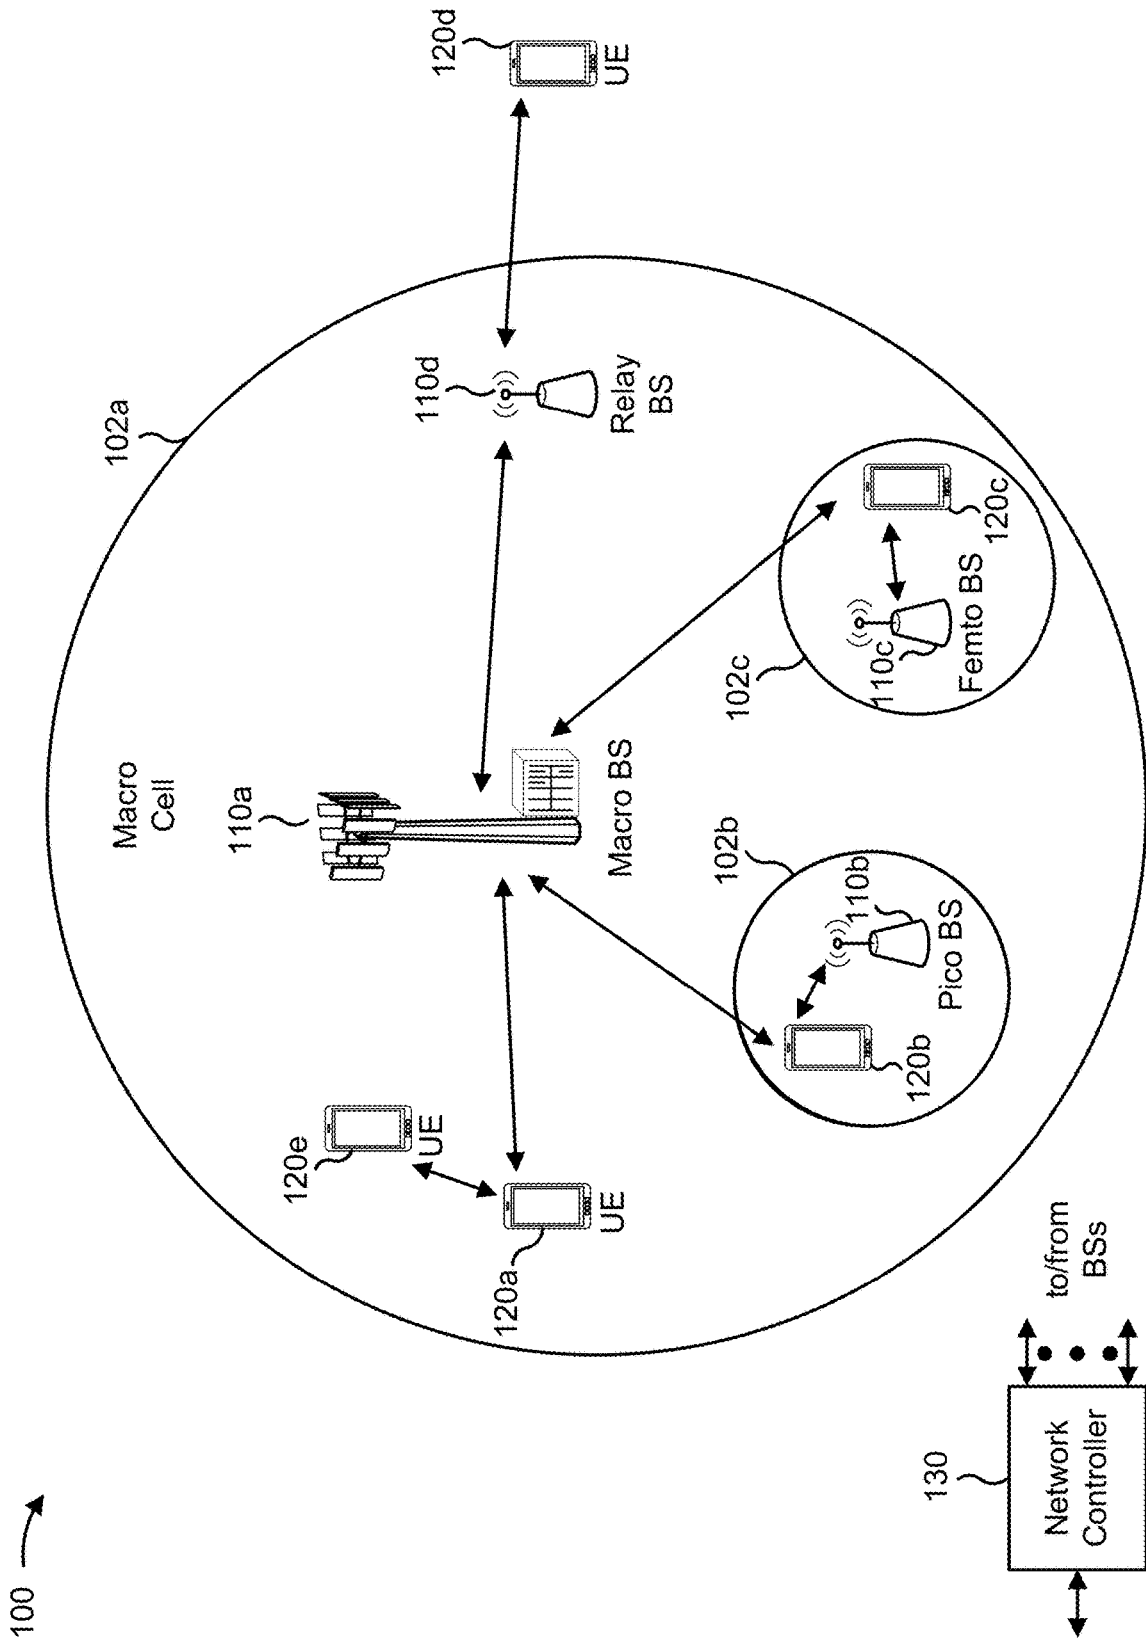 100
102a
Macro
Cell
110a
Macro BS
110d
Relay
BS
120d
UE
120e
UE
120a
UE
102b
110b
Pico BS
120b
102c
110c
Femto BS
120c
130
Network
Controller
to/from
BSs